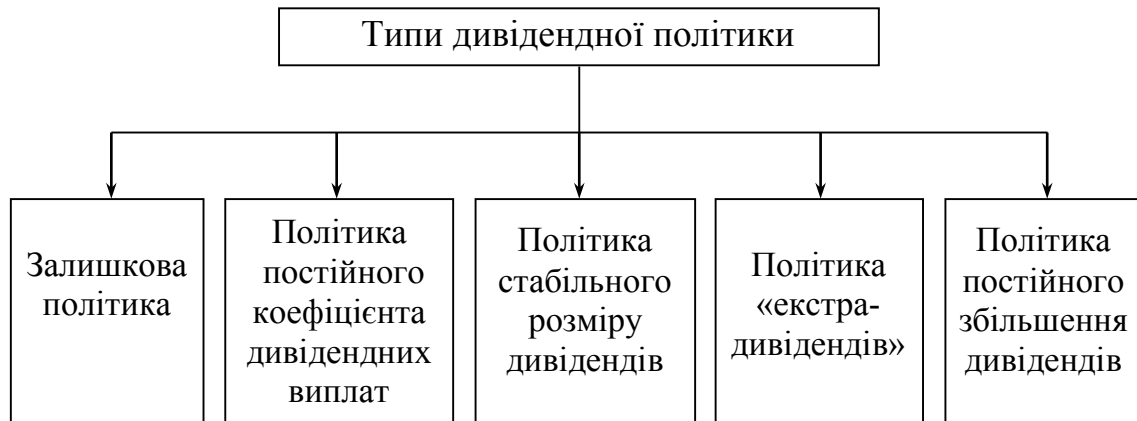 Типи дивідендної політики
Залишкова
політика
Політика
постійного
коефіцієнта
дивідендних
виплат
Політика
стабільного
розміру
дивідендів
Політика
«екстра-
дивідендів»
Політика
постійного
збільшення
дивідендів